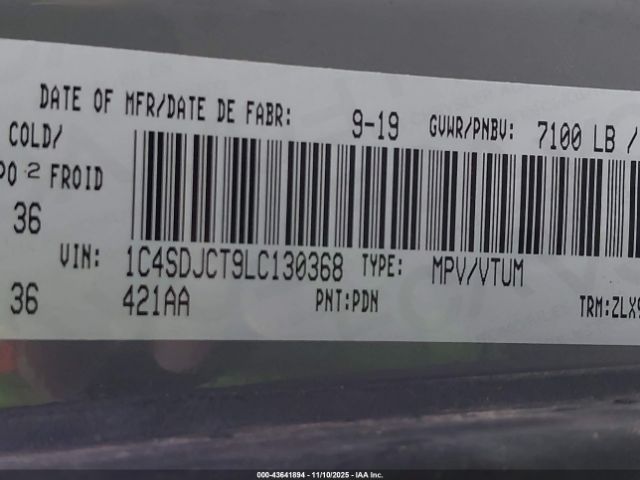 DATE OF MFR/DATE DE FABR: 9-19 GVWR/PNBV: 7100 LB /
COLD/
PO 2 FROID
36
VIN: 1C4SDJCT9LC130368 TYPE: MPV/VTUM
36 421AA PNT:PDN TRM:ZLX9
000-43641894 - 11/10/2025 - IAA Inc.